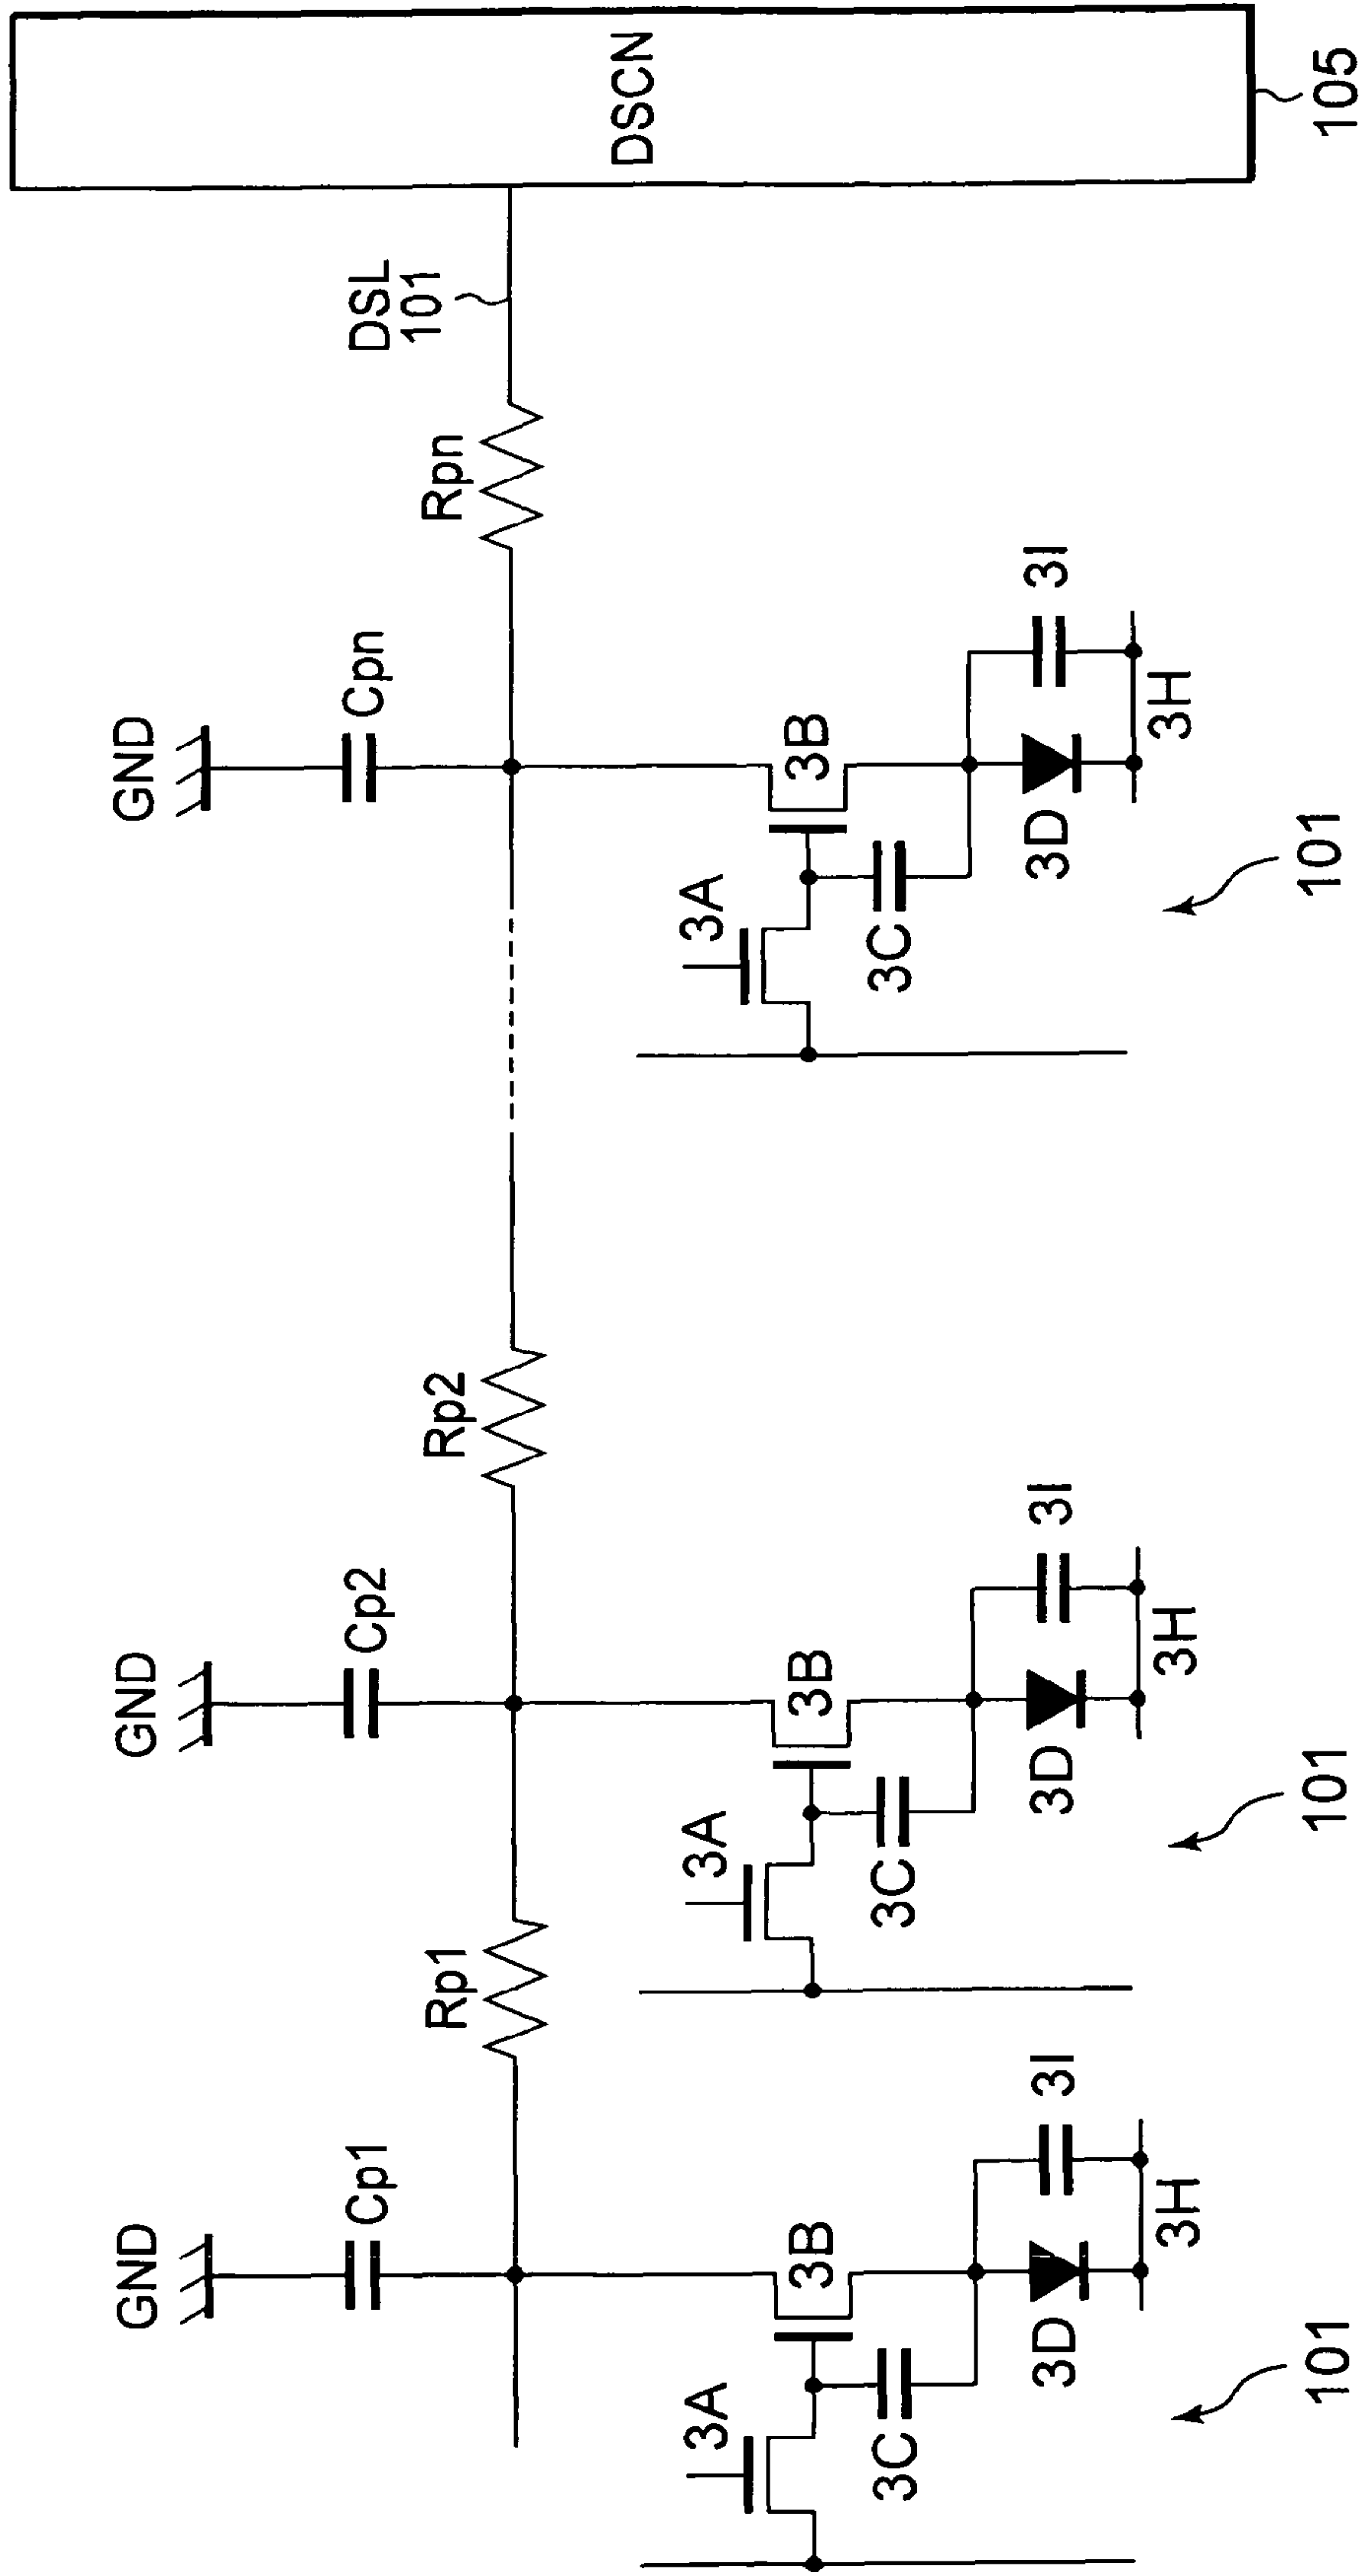 GND
GND
GND
Cp1
Cp2
Cpn
DSL
101
Rp1
Rp2
Rpn
DSCN
3A
3B
3A
3B
3A
3B
3C
3C
3C
3D
3I
3D
3I
3D
3I
3H
3H
3H
101
101
101
105